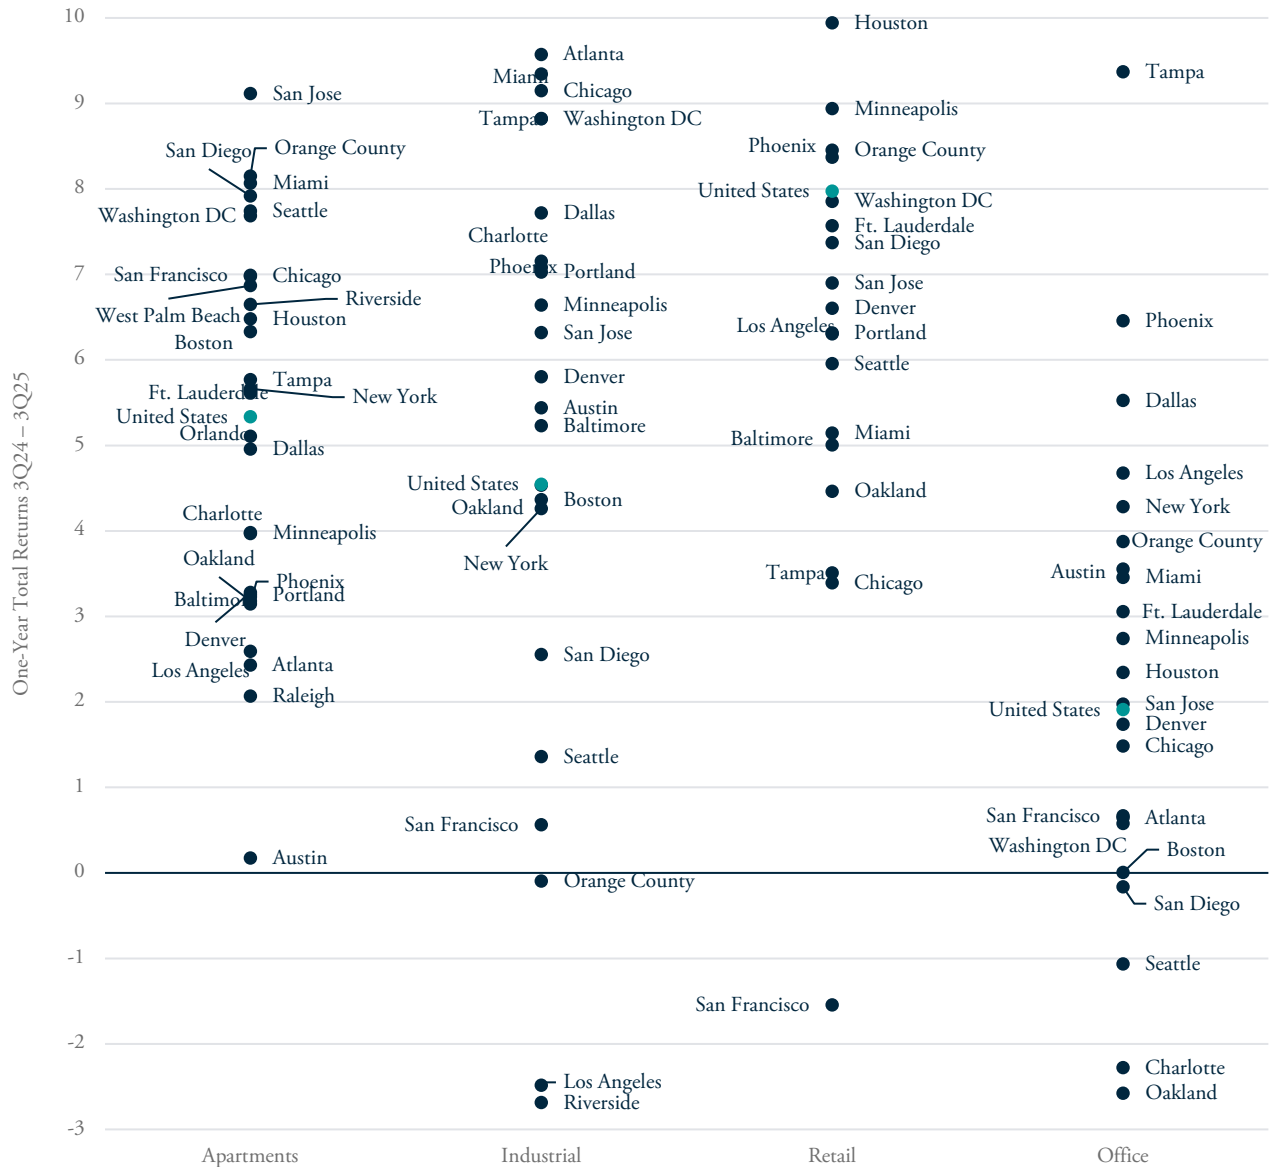 One-Year Total Returns 3Q24 – 3Q25
10
9
8
7
6
5
4
3
2
1
0
-1
-2
-3
San Jose
San Diego
Orange County
Miami
Washington DC
Seattle
San Francisco
Chicago
Riverside
West Palm Beach
Houston
Boston
Tampa
Ft. Lauderdale
New York
United States
Orlando
Dallas
Charlotte
Minneapolis
Oakland
Phoenix
Portland
Baltimore
Denver
Los Angeles
Atlanta
Raleigh
Austin
Apartments
Atlanta
Miami
Chicago
Tampa
Washington DC
Dallas
Charlotte
Phoenix
Portland
Minneapolis
San Jose
Denver
Austin
Baltimore
United States
Boston
Oakland
New York
San Diego
Seattle
San Francisco
Orange County
Los Angeles
Riverside
Industrial
Houston
Minneapolis
Phoenix
Orange County
United States
Washington DC
Ft. Lauderdale
San Diego
San Jose
Denver
Los Angeles
Portland
Seattle
Miami
Baltimore
Oakland
Tampa
Chicago
San Francisco
Retail
Tampa
Phoenix
Dallas
Los Angeles
New York
Orange County
Austin
Miami
Ft. Lauderdale
Minneapolis
Houston
San Jose
United States
Denver
Chicago
San Francisco
Atlanta
Washington DC
Boston
San Diego
Seattle
Charlotte
Oakland
Office